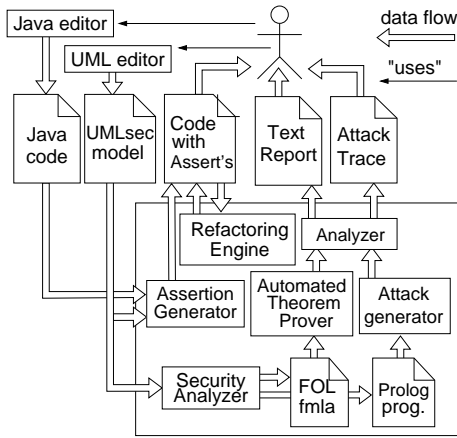 Java editor
data flow
UML editor
"uses"
Java
code
UMLsec
model
Code
with
Assert's
Text
Report
Attack
Trace
Refactoring
Engine
Analyzer
Assertion
Generator
Automated
Theorem
Prover
Attack
generator
Security
Analyzer
FOL
fmla
Prolog
prog.